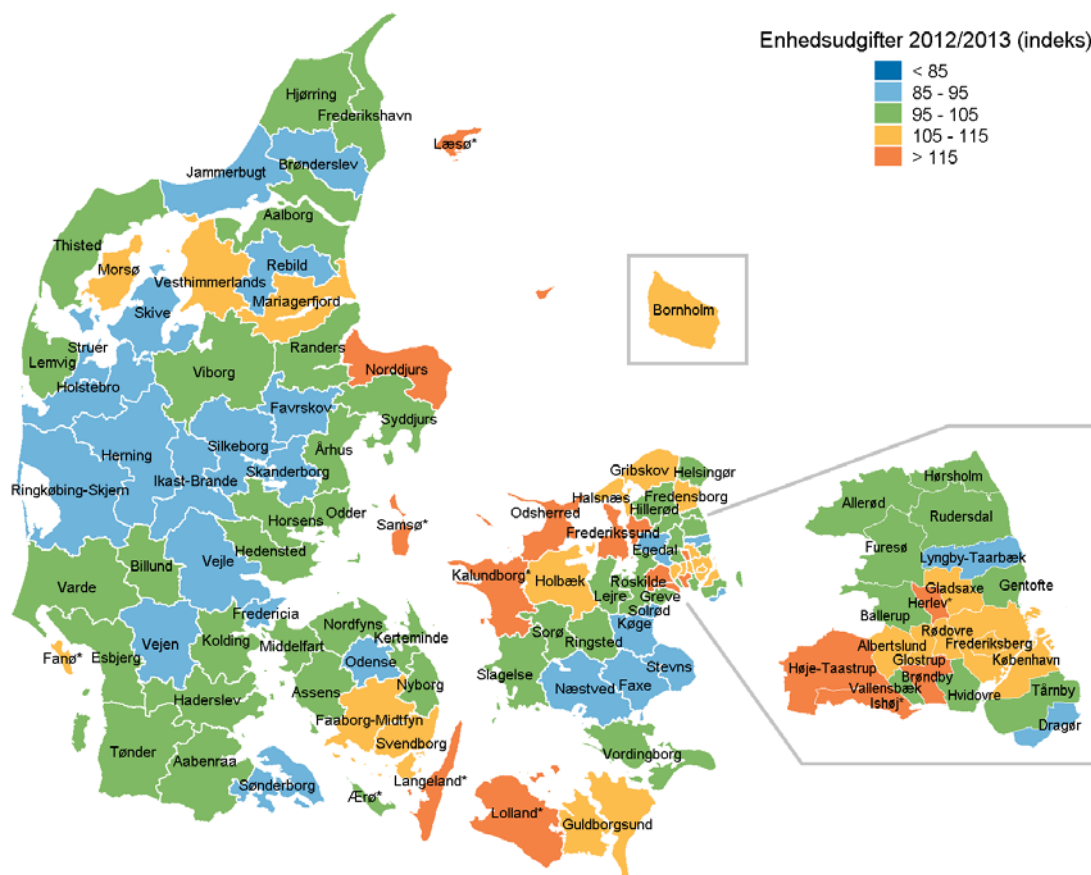 Enhedsudgifter 2012/2013 (indeks)
< 85
85 - 95
95 - 105
105 - 115
> 115
Hjørring
Frederikshavn
Læsø*
Brønderslev
Jammerbugt
Aalborg
Thisted
Morsø
Rebild
Vesthimmerlands
Mariagerfjord
Skive
Bornholm
Struer
Randers
Lemvig
Viborg
Norddjurs
Holstebro
Favrskov
Syddjurs
Silkeborg
Århus
Herning
Skanderborg
Ikast-Brande
Ringkøbing-Skjern
Odder
Horsens
Samsø*
Hedensted
Billund
Vejle
Varde
Fredericia
Vejen
Kolding
Middelfart
Nordfyns
Kerteminde
Fanø*
Esbjerg
Odense
Nyborg
Assens
Haderslev
Faaborg-Midtfyn
Svendborg
Tønder
Aabenraa
Langeland*
Sønderborg
Ærø*
Gribskov
Helsingør
Halsnæs
Fredensborg
Hillerød
Odsherred
Frederikssund
Egedal
Kalundborg*
Holbæk
Roskilde
Lejre
Greve
Solrød
Køge
Sorø
Ringsted
Stevns
Slagelse
Næstved
Faxe
Vordingborg
Lolland*
Guldborgsund
Hørsholm
Allerød
Rudersdal
Furesø
Lyngby-Taarbæk
Gladsaxe
Gentofte
Herlev*
Ballerup
Rødovre
Albertslund
Frederiksberg
Glostrup
København
Høje-Taastrup
Brøndby
Vallensbæk
Hvidovre
Ishøj*
Tårnby
Dragør